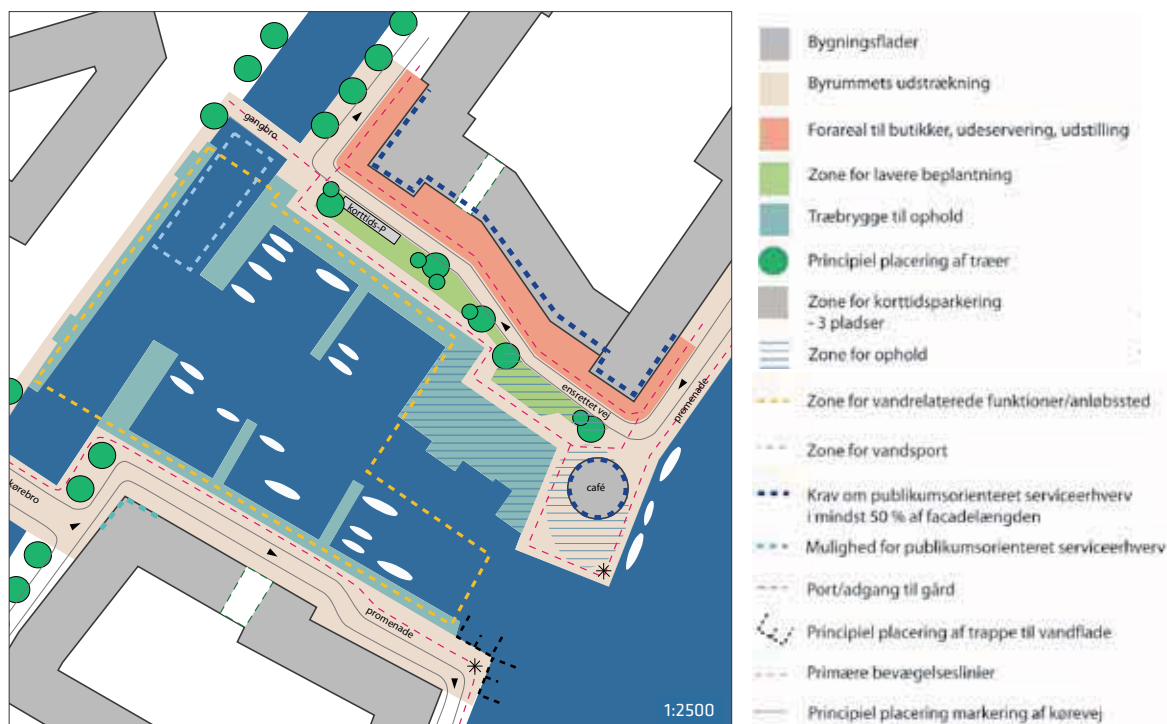 gangbro
korttids-P
ensrettet vej
promenade
café
kørebro
promenade
1:2500
Bygningsflader
Byrummets udstrækning
Forareal til butikker, udeservering, udstilling
Zone for lavere beplantning
Træbrygge til ophold
Principiel placering af træer
Zone for korttidsparkering
- 3 pladser
Zone for ophold
Zone for vandrelaterede funktioner/anløbssted
Zone for vandsport
Krav om publikumsorienteret serviceerhverv
i mindst 50 % af facadelængden
Mulighed for publikumsorienteret serviceerhverv
Port/adgang til gård
Principiel placering af trappe til vandflade
Primære bevægelseslinier
Principiel placering markering af kørevej